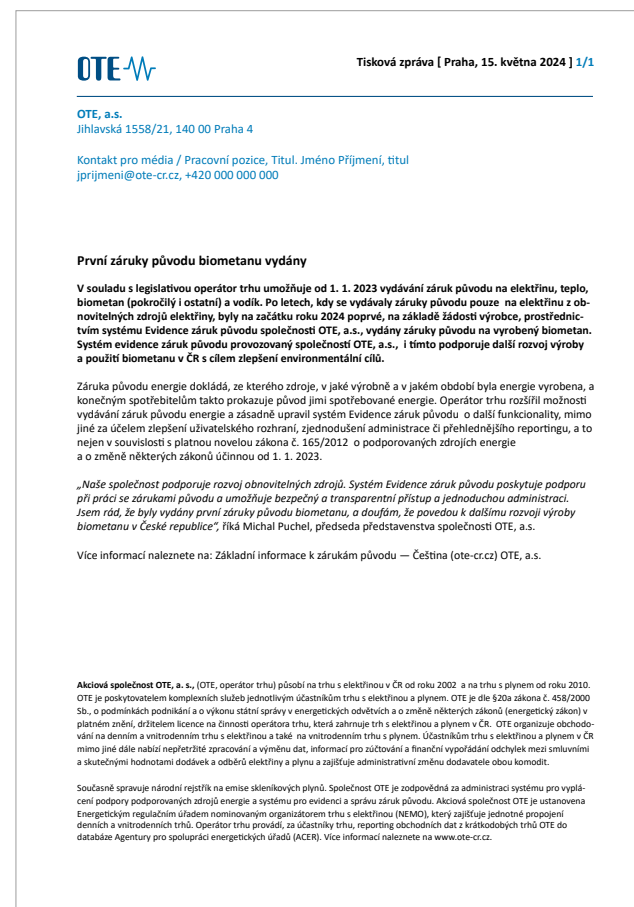 OTE
Tisková zpráva [ Praha, 15. května 2024 ] 1/1
OTE, a.s.
Jihlavská 1558/21, 140 00 Praha 4
Kontakt pro média / Pracovní pozice, Titul. Jméno Příjmení, titul
jprijmeni@ote-cr.cz, +420 000 000 000
První záruky původu biometanu vydány
V souladu s legislativou operátor trhu umožňuje od 1. 1. 2023 vydávání záruk původu na elektřinu, teplo,
biometan (pokročilý i ostatní) a vodík. Po letech, kdy se vydávaly záruky původu pouze  na elektřinu z ob-
novitelných zdrojů elektřiny, byly na začátku roku 2024 poprvé, na základě žádosti výrobce, prostřednic-
tvím systému Evidence záruk původu společnosti OTE, a.s., vydány záruky původu na vyrobený biometan.
Systém evidence záruk původu provozovaný společností OTE, a.s.,  i tímto podporuje další rozvoj výroby
a použití biometanu v ČR s cílem zlepšení environmentální cílů.
Záruka původu energie dokládá, ze kterého zdroje, v jaké výrobně a v jakém období byla energie vyrobena, a
konečným spotřebitelům takto prokazuje původ jimi spotřebované energie. Operátor trhu rozšířil možnosti
vydávání záruk původu energie a zásadně upravil systém Evidence záruk původu  o další funkcionality, mimo
jiné za účelem zlepšení uživatelského rozhraní, zjednodušení administrace či přehlednějšího reportingu, a to
nejen v souvislosti s platnou novelou zákona č. 165/2012  o podporovaných zdrojích energie
a o změně některých zákonů účinnou od 1. 1. 2023.
„Naše společnost podporuje rozvoj obnovitelných zdrojů. Systém Evidence záruk původu poskytuje podporu
při práci se zárukami původu a umožňuje bezpečný a transparentní přístup a jednoduchou administraci.
Jsem rád, že byly vydány první záruky původu biometanu, a doufám, že povedou k dalšímu rozvoji výroby
biometanu v České republice“, říká Michal Puchel, předseda představenstva společnosti OTE, a.s.
Více informací naleznete na: Základní informace k zárukám původu — Čeština (ote-cr.cz) OTE, a.s.
Akciová společnost OTE, a. s., (OTE, operátor trhu) působí na trhu s elektřinou v ČR od roku 2002  a na trhu s plynem od roku 2010.
OTE je poskytovatelem komplexních služeb jednotlivým účastníkům trhu s elektřinou a plynem. OTE je dle §20a zákona č. 458/2000
Sb., o podmínkách podnikání a o výkonu státní správy v energetických odvětvích a o změně některých zákonů (energetický zákon) v
platném znění, držitelem licence na činnosti operátora trhu, která zahrnuje trh s elektřinou a plynem v ČR.  OTE organizuje obchodo-
vání na denním a vnitrodenním trhu s elektřinou a také  na vnitrodenním trhu s plynem. Účastníkům trhu s elektřinou a plynem v ČR
mimo jiné dále nabízí nepřetržité zpracování a výměnu dat, informací pro zúčtování a finanční vypořádání odchylek mezi smluvními
a skutečnými hodnotami dodávek a odběrů elektřiny a plynu a zajišťuje administrativní změnu dodavatele obou komodit.
Současně spravuje národní rejstřík na emise skleníkových plynů. Společnost OTE je zodpovědná za administraci systému pro vyplá-
cení podpory podporovaných zdrojů energie a systému pro evidenci a správu záruk původu. Akciová společnost OTE je ustanovena
Energetickým regulačním úřadem nominovaným organizátorem trhu s elektřinou (NEMO), který zajišťuje jednotné propojení
denních a vnitrodenních trhů. Operátor trhu provádí, za účastníky trhu, reporting obchodních dat z krátkodobých trhů OTE do
databáze Agentury pro spolupráci energetických úřadů (ACER). Více informací naleznete na www.ote-cr.cz.